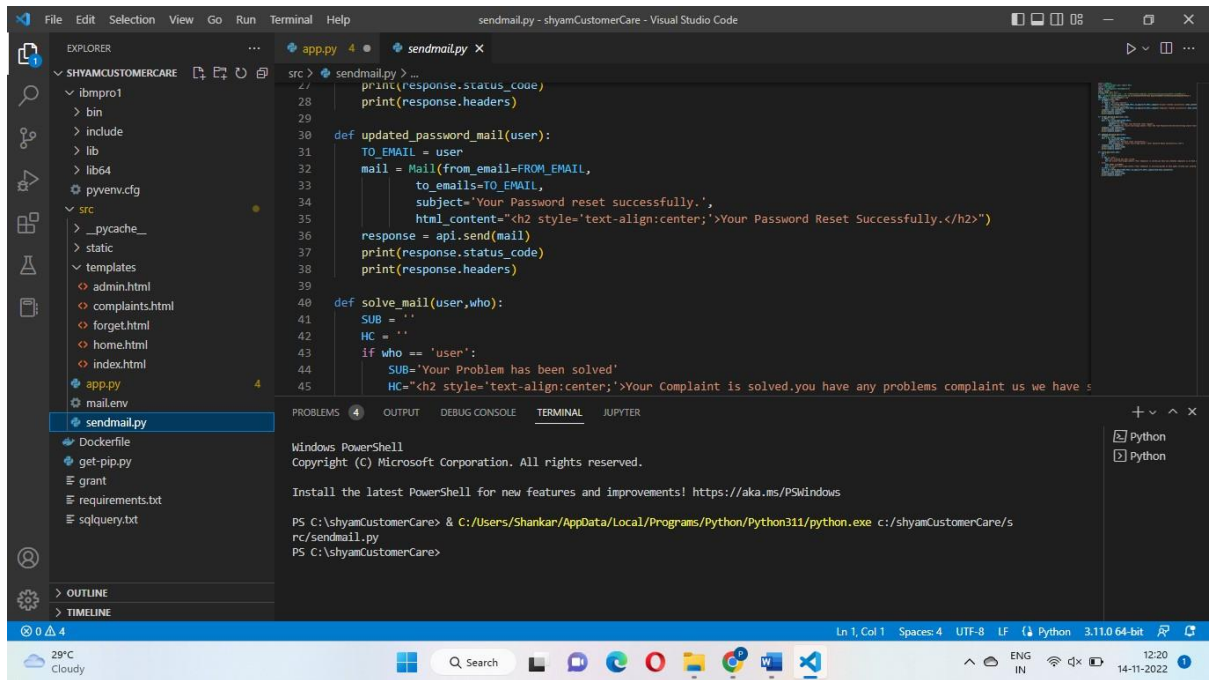 File Edit Selection View Go Run Terminal Help
sendmail.py - shyamCustomerCare - Visual Studio Code
EXPLORER
SHYAMCUSTOMERCARE
ibmpro1
bin
include
lib
lib64
pyvenv.cfg
src
__pycache__
static
templates
admin.html
complaints.html
forget.html
home.html
index.html
app.py 4
mail.env
sendmail.py
Dockerfile
get-pip.py
grant
requirements.txt
sqlquery.txt
OUTLINE
TIMELINE
app.py 4
sendmail.py
src > sendmail.py > ...
27 print(response.status_code)
28 print(response.headers)
29
30 def updated_password_mail(user):
31 TO_EMAIL = user
32 mail = Mail(from_email=FROM_EMAIL,
33 to_emails=TO_EMAIL,
34 subject='Your Password reset successfully.',
35 html_content="<h2 style='text-align:center;'>Your Password Reset Successfully.</h2>")
36 response = api.send(mail)
37 print(response.status_code)
38 print(response.headers)
39
40 def solve_mail(user,who):
41 SUB = ''
42 HC = ''
43 if who == 'user':
44 SUB='Your Problem has been solved'
45 HC="<h2 style='text-align:center;'>Your Complaint is solved.you have any problems complaint us we have s
PROBLEMS 4 OUTPUT DEBUG CONSOLE TERMINAL JUPYTER
Windows PowerShell
Copyright (C) Microsoft Corporation. All rights reserved.
Install the latest PowerShell for new features and improvements! https://aka.ms/PSWindows
PS C:\shyamCustomerCare> & C:/Users/Shankar/AppData/Local/Programs/Python/Python311/python.exe c:/shyamCustomerCare/s
rc/sendmail.py
PS C:\shyamCustomerCare>
Python
Python
0 4
Ln 1, Col 1 Spaces: 4 UTF-8 LF Python 3.11.0 64-bit
29°C
Cloudy
Search
ENG
IN
12:20
14-11-2022
1